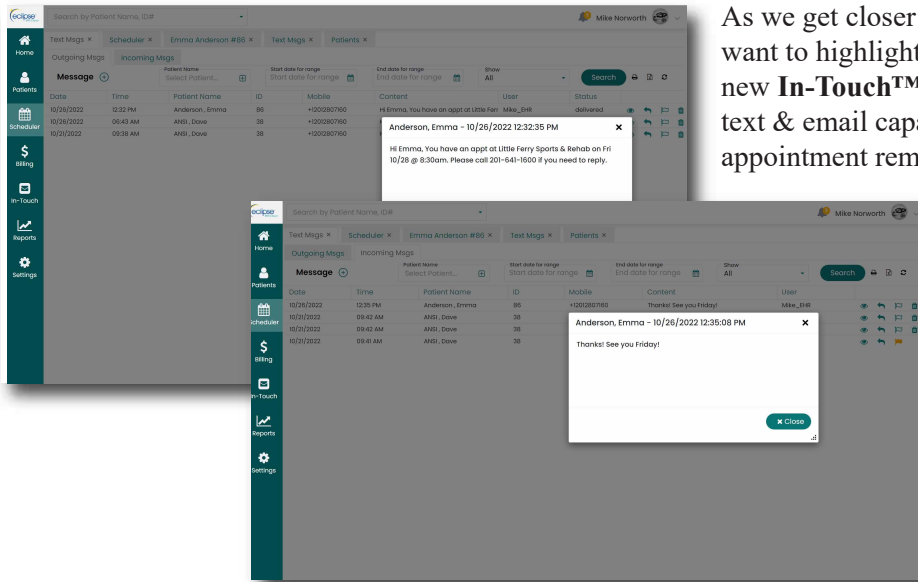 eclipse
Search by Patient Name, ID#
Mike Norworth
Home
Patients
Scheduler
Billing
In-Touch
Reports
Settings
Text Msgs × Scheduler × Emma Anderson #86 × Text Msgs × Patients ×
Outgoing Msgs Incoming Msgs
Message
Patient Name
Select Patient...
Start date for range
Start date for range
End date for range
End date for range
Show
All
Search
Date Time Patient Name ID Mobile Content User Status
10/26/2022 12:32 PM Anderson , Emma 86 +12012807160 Hi Emma, You have an appt at Little Ferr Mike_EHR delivered
10/26/2022 06:43 AM ANSI , Dave 38 +12012807160
10/21/2022 09:38 AM ANSI , Dave 38 +12012807160
Anderson, Emma - 10/26/2022 12:32:35 PM ×
Hi Emma, You have an appt at Little Ferry Sports & Rehab on Fri
10/28 @ 8:30am. Please call 201-641-1600 if you need to reply.
As we get closer
want to highlight
new In-Touch™
text & email capa
appointment rem
eclipse
Search by Patient Name, ID#
Mike Norworth
Home
Patients
Scheduler
Billing
In-Touch
Reports
Settings
Text Msgs × Scheduler × Emma Anderson #86 × Text Msgs × Patients ×
Outgoing Msgs Incoming Msgs
Message
Patient Name
Select Patient...
Start date for range
Start date for range
End date for range
End date for range
Show
All
Search
Date Time Patient Name ID Mobile Content User
10/26/2022 12:35 PM Anderson , Emma 86 +12012807160 Thanks! See you Friday! Mike_EHR
10/21/2022 09:42 AM ANSI , Dave 38
10/21/2022 09:42 AM ANSI , Dave 38
10/21/2022 09:41 AM ANSI , Dave 38
Anderson, Emma - 10/26/2022 12:35:08 PM ×
Thanks! See you Friday!
× Close